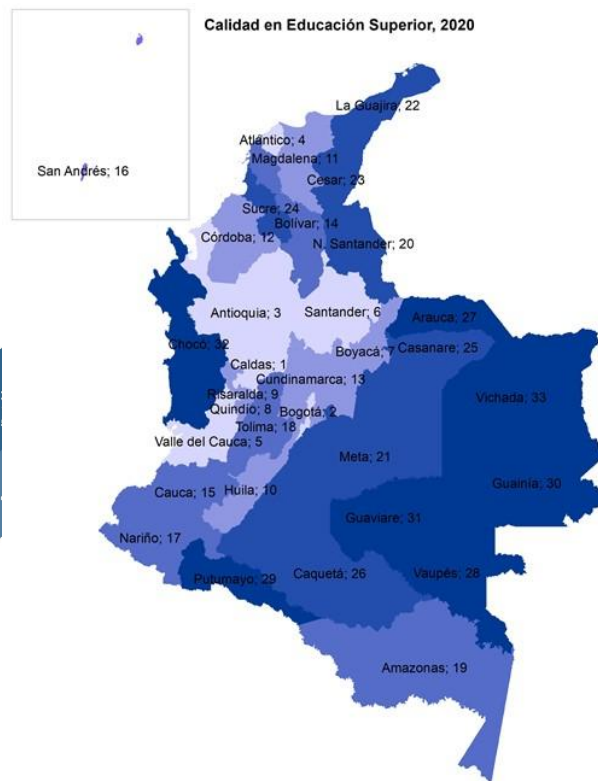 Calidad en Educación Superior, 2020
La Guajira; 22
Atlántico; 4
Magdalena; 11
San Andrés; 16
Cesar; 23
Sucre; 24
Bolívar; 14
Córdoba; 12
N. Santander; 20
Antioquia; 3
Santander; 6
Arauca; 27
Chocó; 32
Boyacá; 7
Casanare; 25
Caldas; 1
Cundinamarca; 13
Risaralda; 9
Vichada; 33
Quindío; 8
Bogotá; 2
Tolima; 18
Valle del Cauca; 5
Meta; 21
Guainía; 30
Cauca; 15
Huila; 10
Guaviare; 31
Nariño; 17
Putumayo; 29
Caquetá; 26
Vaupés; 28
Amazonas; 19